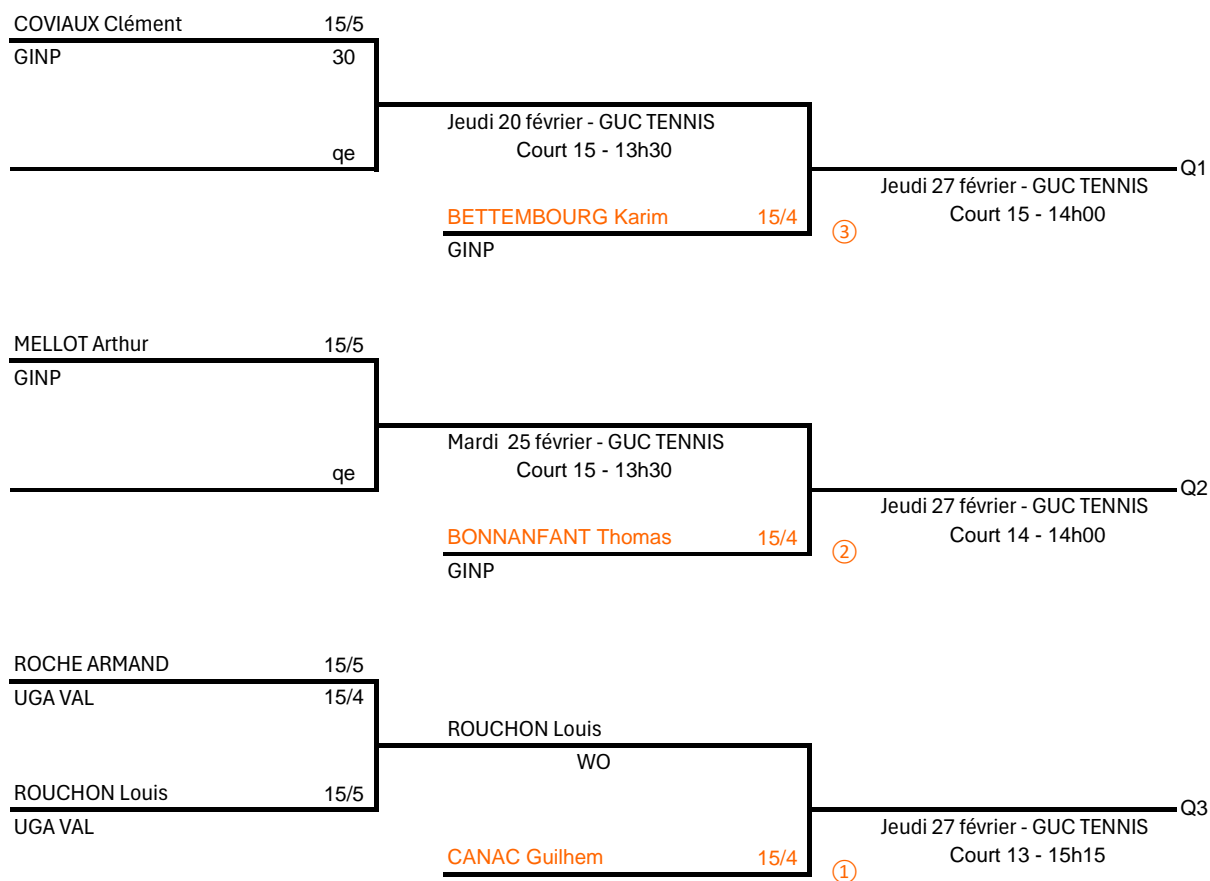 COVIAUX Clément 15/5
GINP 30
Jeudi 20 février - GUC TENNIS
qe Court 15 - 13h30
Q1
Jeudi 27 février - GUC TENNIS
BETTEMBOURG Karim 15/4 Court 15 - 14h00
③
GINP
MELLOT Arthur 15/5
GINP
Mardi  25 février - GUC TENNIS
qe Court 15 - 13h30
Q2
Jeudi 27 février - GUC TENNIS
BONNANFANT Thomas 15/4 Court 14 - 14h00
②
GINP
ROCHE ARMAND 15/5
UGA VAL 15/4
ROUCHON Louis
WO
ROUCHON Louis 15/5
Q3
UGA VAL Jeudi 27 février - GUC TENNIS
CANAC Guilhem 15/4 Court 13 - 15h15
①